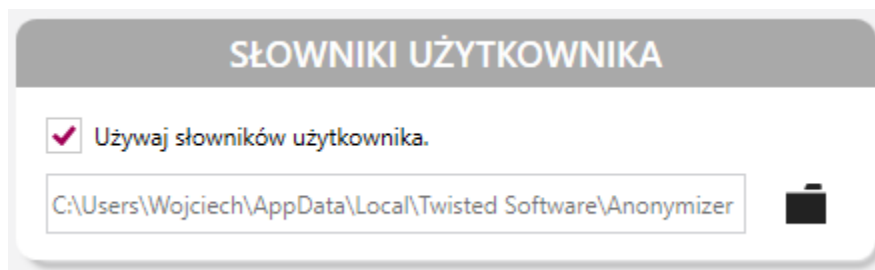 SŁOWNIKI UŻYTKOWNIKA
Używaj słowników użytkownika.
C:\Users\Wojciech\AppData\Local\Twisted Software\Anonymizer